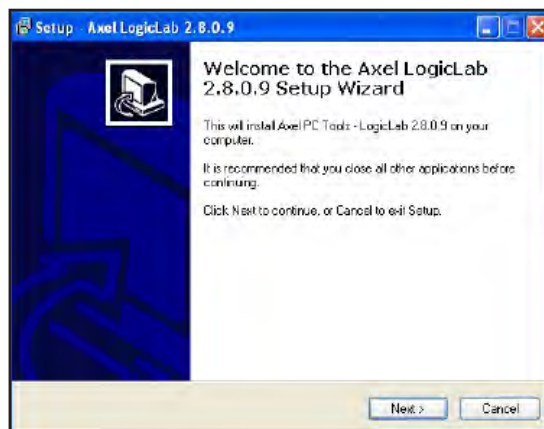 Setup - Axel LogicLab 2.8.0.9
Welcome to the Axel LogicLab
2.8.0.9 Setup Wizard
This will install Axel PC Tools - LogicLab 2.8.0.9 on your
computer.
It is recommended that you close all other applications before
continuing.
Click Next to continue, or Cancel to exit Setup.
Next >
Cancel